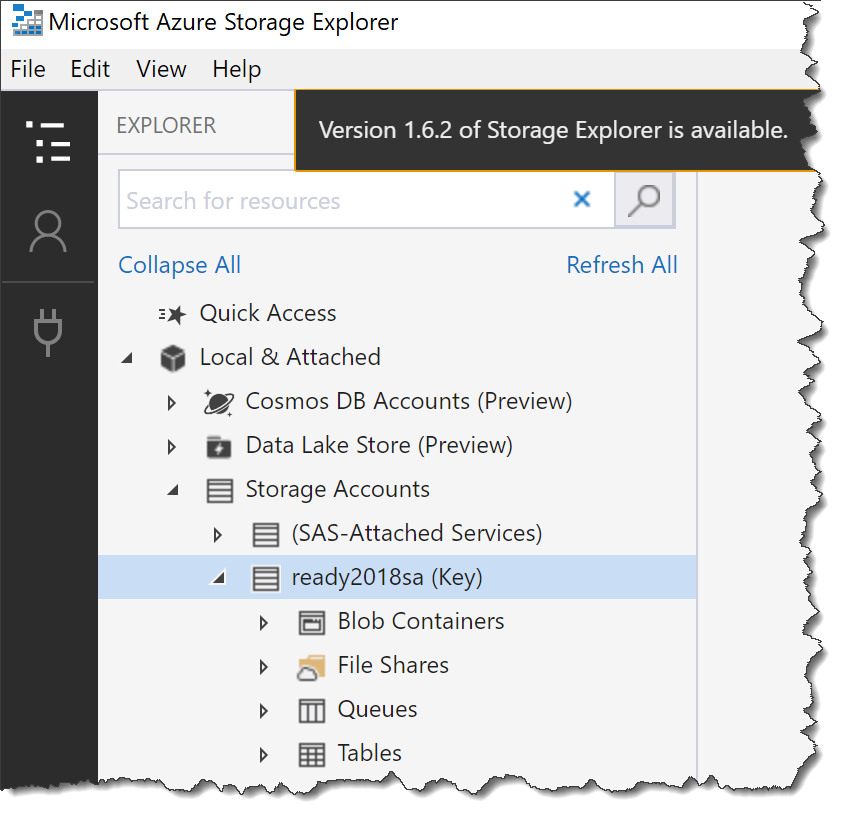 Microsoft Azure Storage Explorer
File Edit View Help
EXPLORER
Version 1.6.2 of Storage Explorer is available.
Search for resources
Collapse All Refresh All
Quick Access
Local & Attached
Cosmos DB Accounts (Preview)
Data Lake Store (Preview)
Storage Accounts
(SAS-Attached Services)
ready2018sa (Key)
Blob Containers
File Shares
Queues
Tables